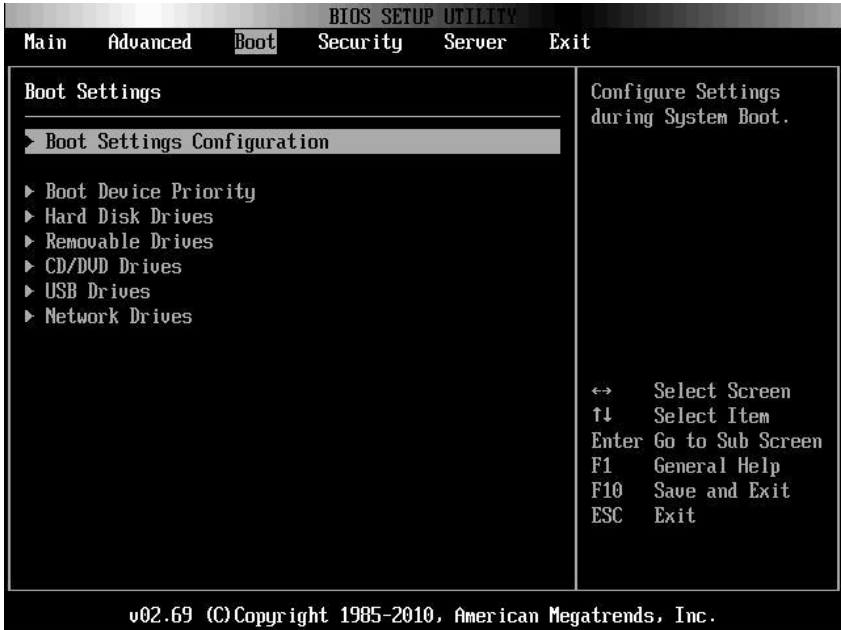 BIOS SETUP UTILITY
Main Advanced Boot Security Server Exit
Boot Settings
Boot Settings Configuration
Boot Device Priority
Hard Disk Drives
Removable Drives
CD/DVD Drives
USB Drives
Network Drives
Configure Settings
during System Boot.
↔ Select Screen
↑↓ Select Item
Enter Go to Sub Screen
F1 General Help
F10 Save and Exit
ESC Exit
v02.69 (C)Copyright 1985-2010, American Megatrends, Inc.